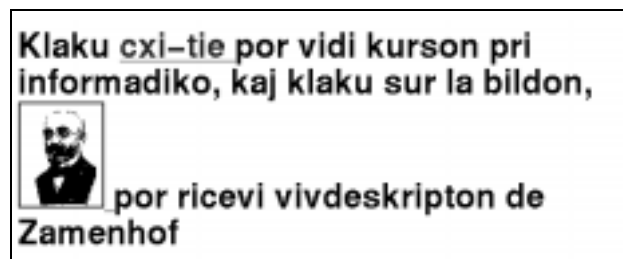 Klaku cxi-tie por vidi kurson pri
informadiko, kaj klaku sur la bildon,
por ricevi vivdeskripton de
Zamenhof